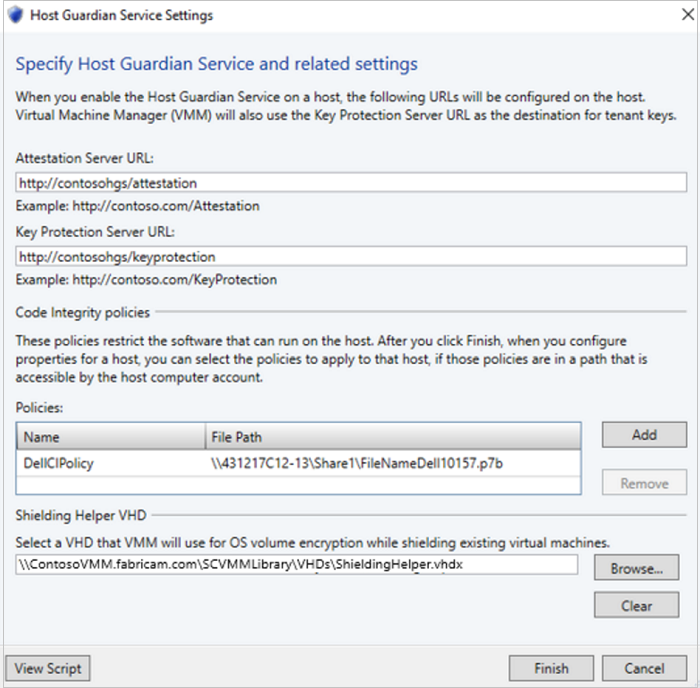 Host Guardian Service Settings
Specify Host Guardian Service and related settings
When you enable the Host Guardian Service on a host, the following URLs will be configured on the host.
Virtual Machine Manager (VMM) will also use the Key Protection Server URL as the destination for tenant keys.
Attestation Server URL:
http://contosohgs/attestation
Example: http://contoso.com/Attestation
Key Protection Server URL:
http://contosohgs/keyprotection
Example: http://contoso.com/KeyProtection
Code Integrity policies
These policies restrict the software that can run on the host. After you click Finish, when you configure
properties for a host, you can select the policies to apply to that host, if those policies are in a path that is
accessible by the host computer account.
Policies:
Name File Path
DellCIPolicy \\431217C12-13\Share1\FileNameDell10157.p7b
Add
Remove
Shielding Helper VHD
Select a VHD that VMM will use for OS volume encryption while shielding existing virtual machines.
\\ContosoVMM.fabricam.com\SCVMMLibrary\VHDs\ShieldingHelper.vhdx
Browse...
Clear
View Script Finish Cancel